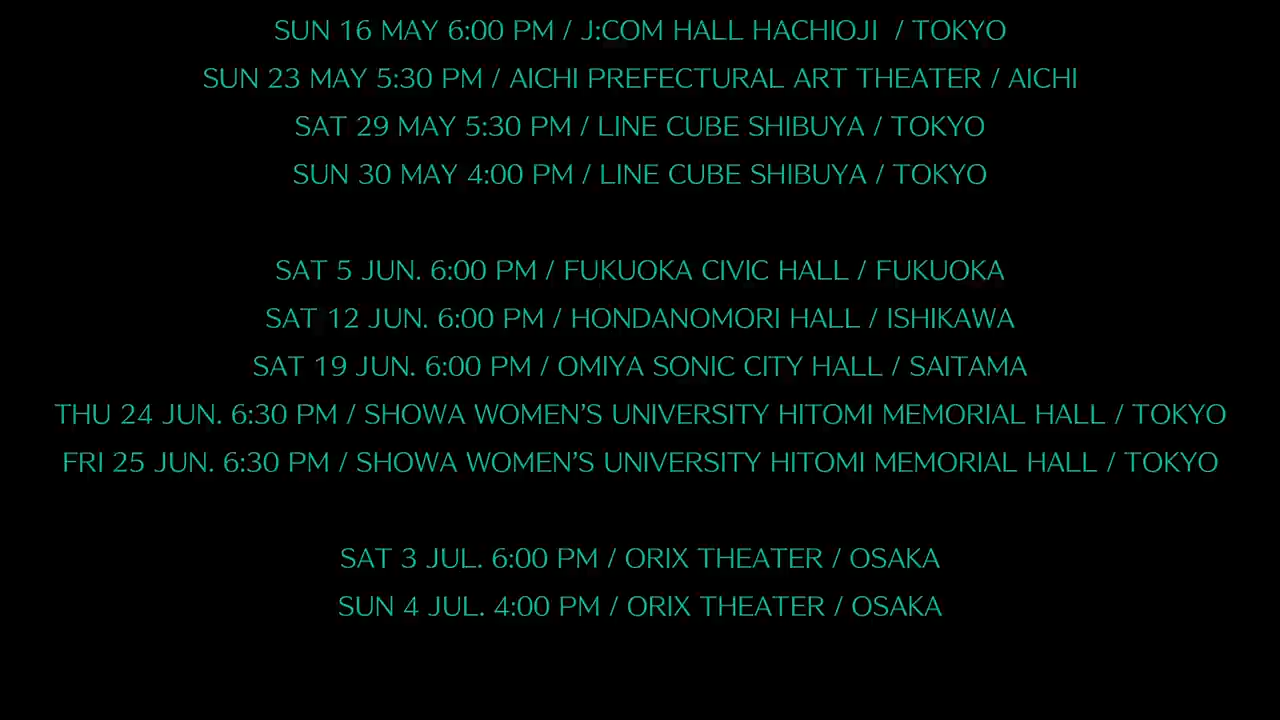 SUN 16 MAY 6:00 PM / J:COM HALL HACHIOJI / TOKYO
SUN 23 MAY 5:30 PM / AICHI PREFECTURAL ART THEATER / AICHI
SAT 29 MAY 5:30 PM / LINE CUBE SHIBUYA / TOKYO
SUN 30 MAY 4:00 PM / LINE CUBE SHIBUYA / TOKYO
SAT 5 JUN. 6:00 PM / FUKUOKA CIVIC HALL / FUKUOKA
SAT 12 JUN. 6:00 PM / HONDANOMORI HALL / ISHIKAWA
SAT 19 JUN. 6:00 PM / OMIYA SONIC CITY HALL / SAITAMA
THU 24 JUN. 6:30 PM / SHOWA WOMEN’S UNIVERSITY HITOMI MEMORIAL HALL / TOKYO
FRI 25 JUN. 6:30 PM / SHOWA WOMEN’S UNIVERSITY HITOMI MEMORIAL HALL / TOKYO
SAT 3 JUL. 6:00 PM / ORIX THEATER / OSAKA
SUN 4 JUL. 4:00 PM / ORIX THEATER / OSAKA